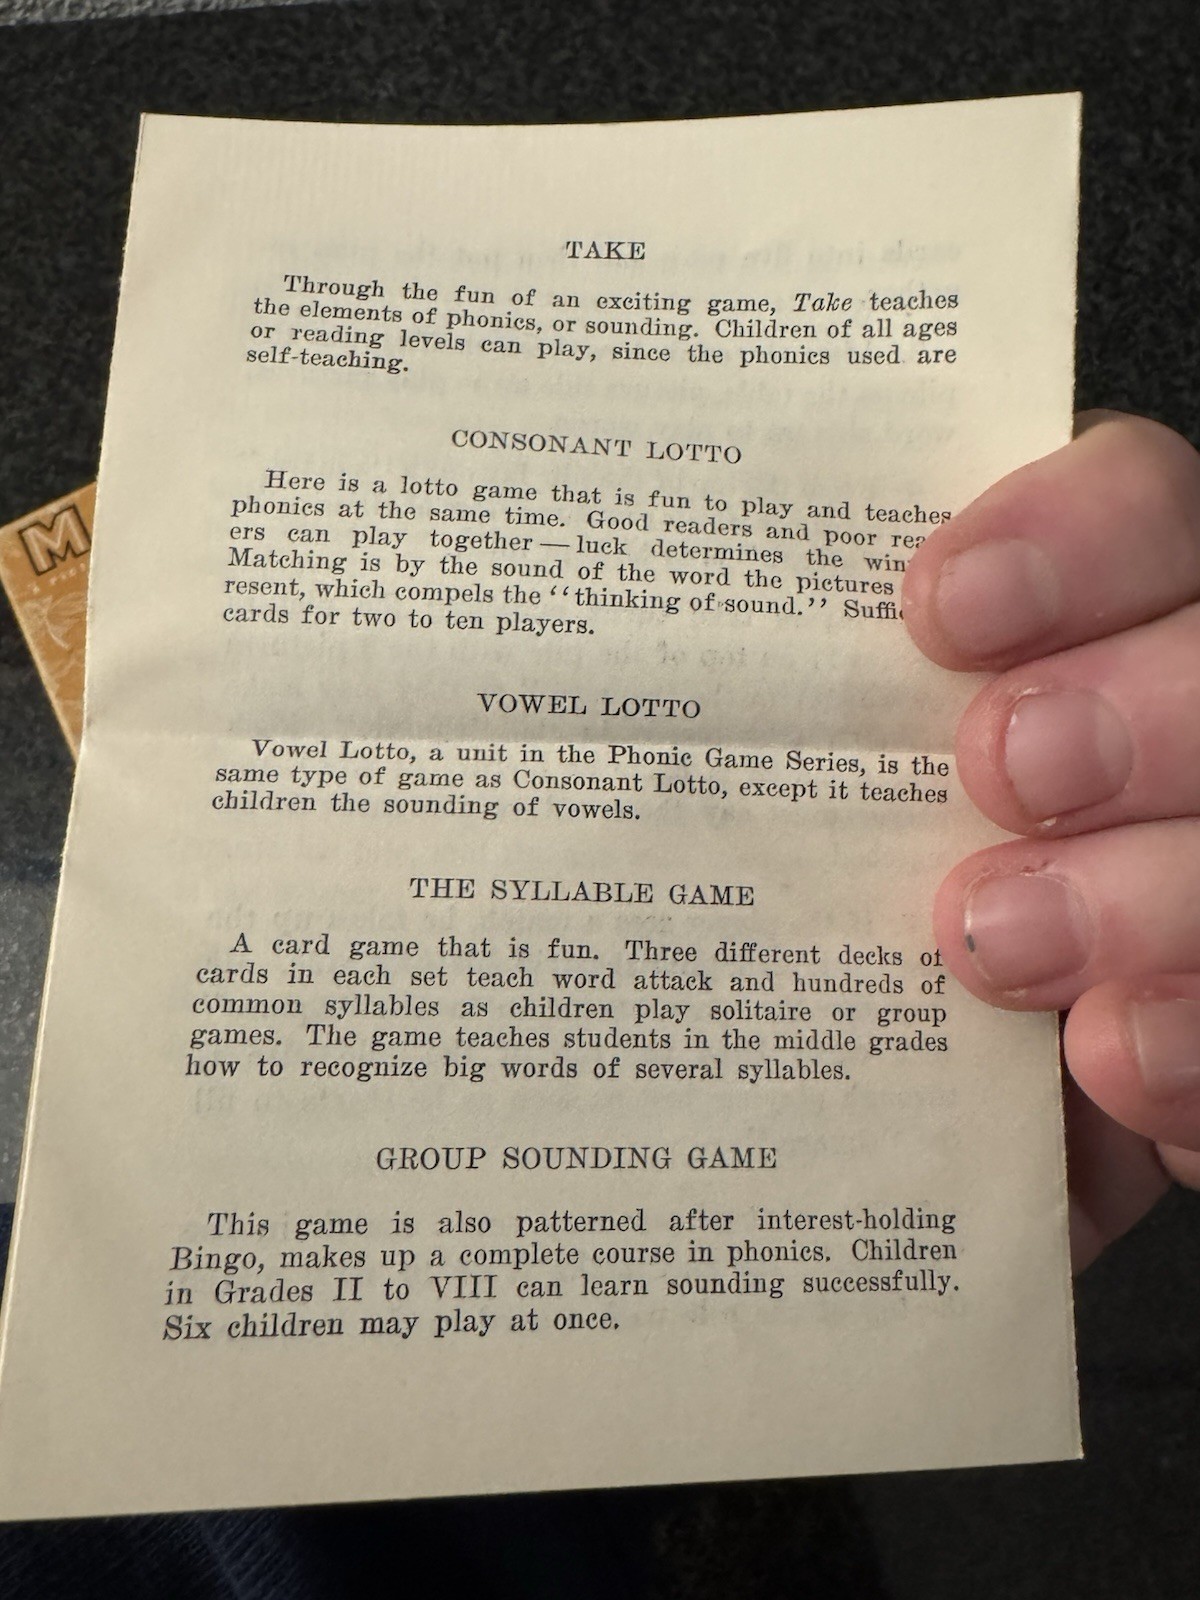 TAKE
Through the fun of an exciting game, Take teaches
the elements of phonics, or sounding. Children of all ages
or reading levels can play, since the phonics used are
self-teaching.
CONSONANT LOTTO
Here is a lotto game that is fun to play and teaches
phonics at the same time. Good readers and poor
ers can play together — luck determines the
Matching is by the sound of the word the pictures
resent, which compels the "thinking of sound."
cards for two to ten players.
VOWEL LOTTO
Vowel Lotto, a unit in the Phonic Game Series, is the
same type of game as Consonant Lotto, except it teaches
children the sounding of vowels.
THE SYLLABLE GAME
A card game that is fun. Three different decks of
cards in each set teach word attack and hundreds of
common syllables as children play solitaire or group
games. The game teaches students in the middle grades
how to recognize big words of several syllables.
GROUP SOUNDING GAME
This game is also patterned after interest-holding
Bingo, makes up a complete course in phonics. Children
in Grades II to VIII can learn sounding successfully.
Six children may play at once.